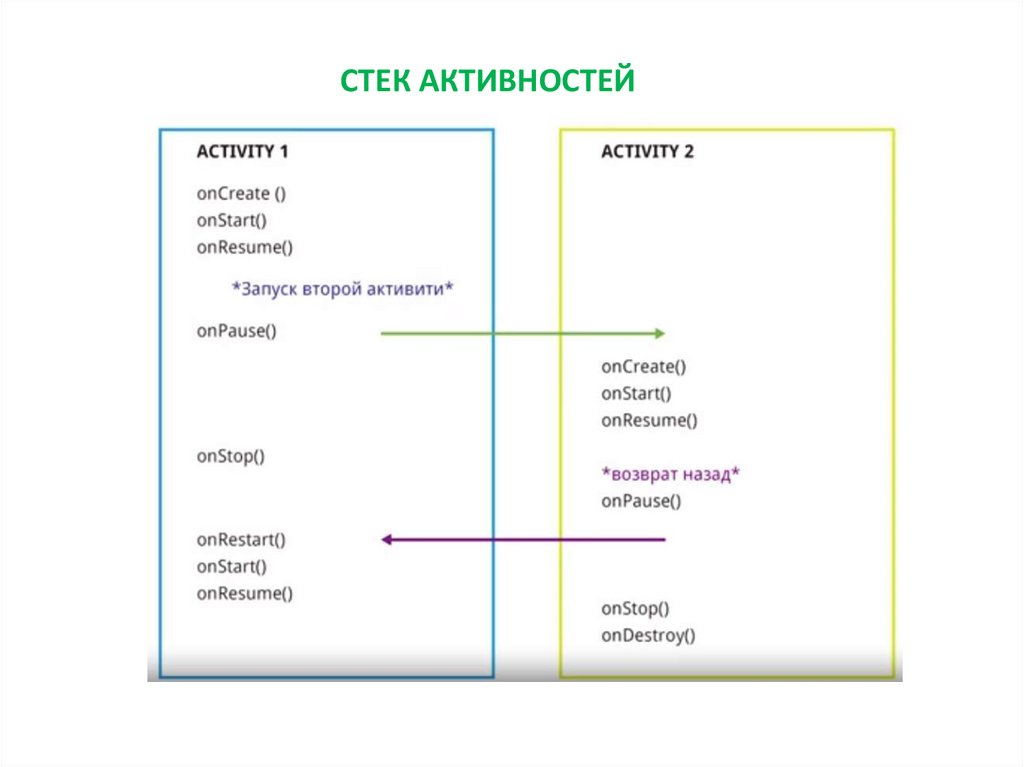 СТЕК АКТИВНОСТЕЙ
ACTIVITY 1
onCreate ()
onStart()
onResume()
*Запуск второй активити*
onPause()
onStop()
onRestart()
onStart()
onResume()
ACTIVITY 2
onCreate()
onStart()
onResume()
*возврат назад*
onPause()
onStop()
onDestroy()